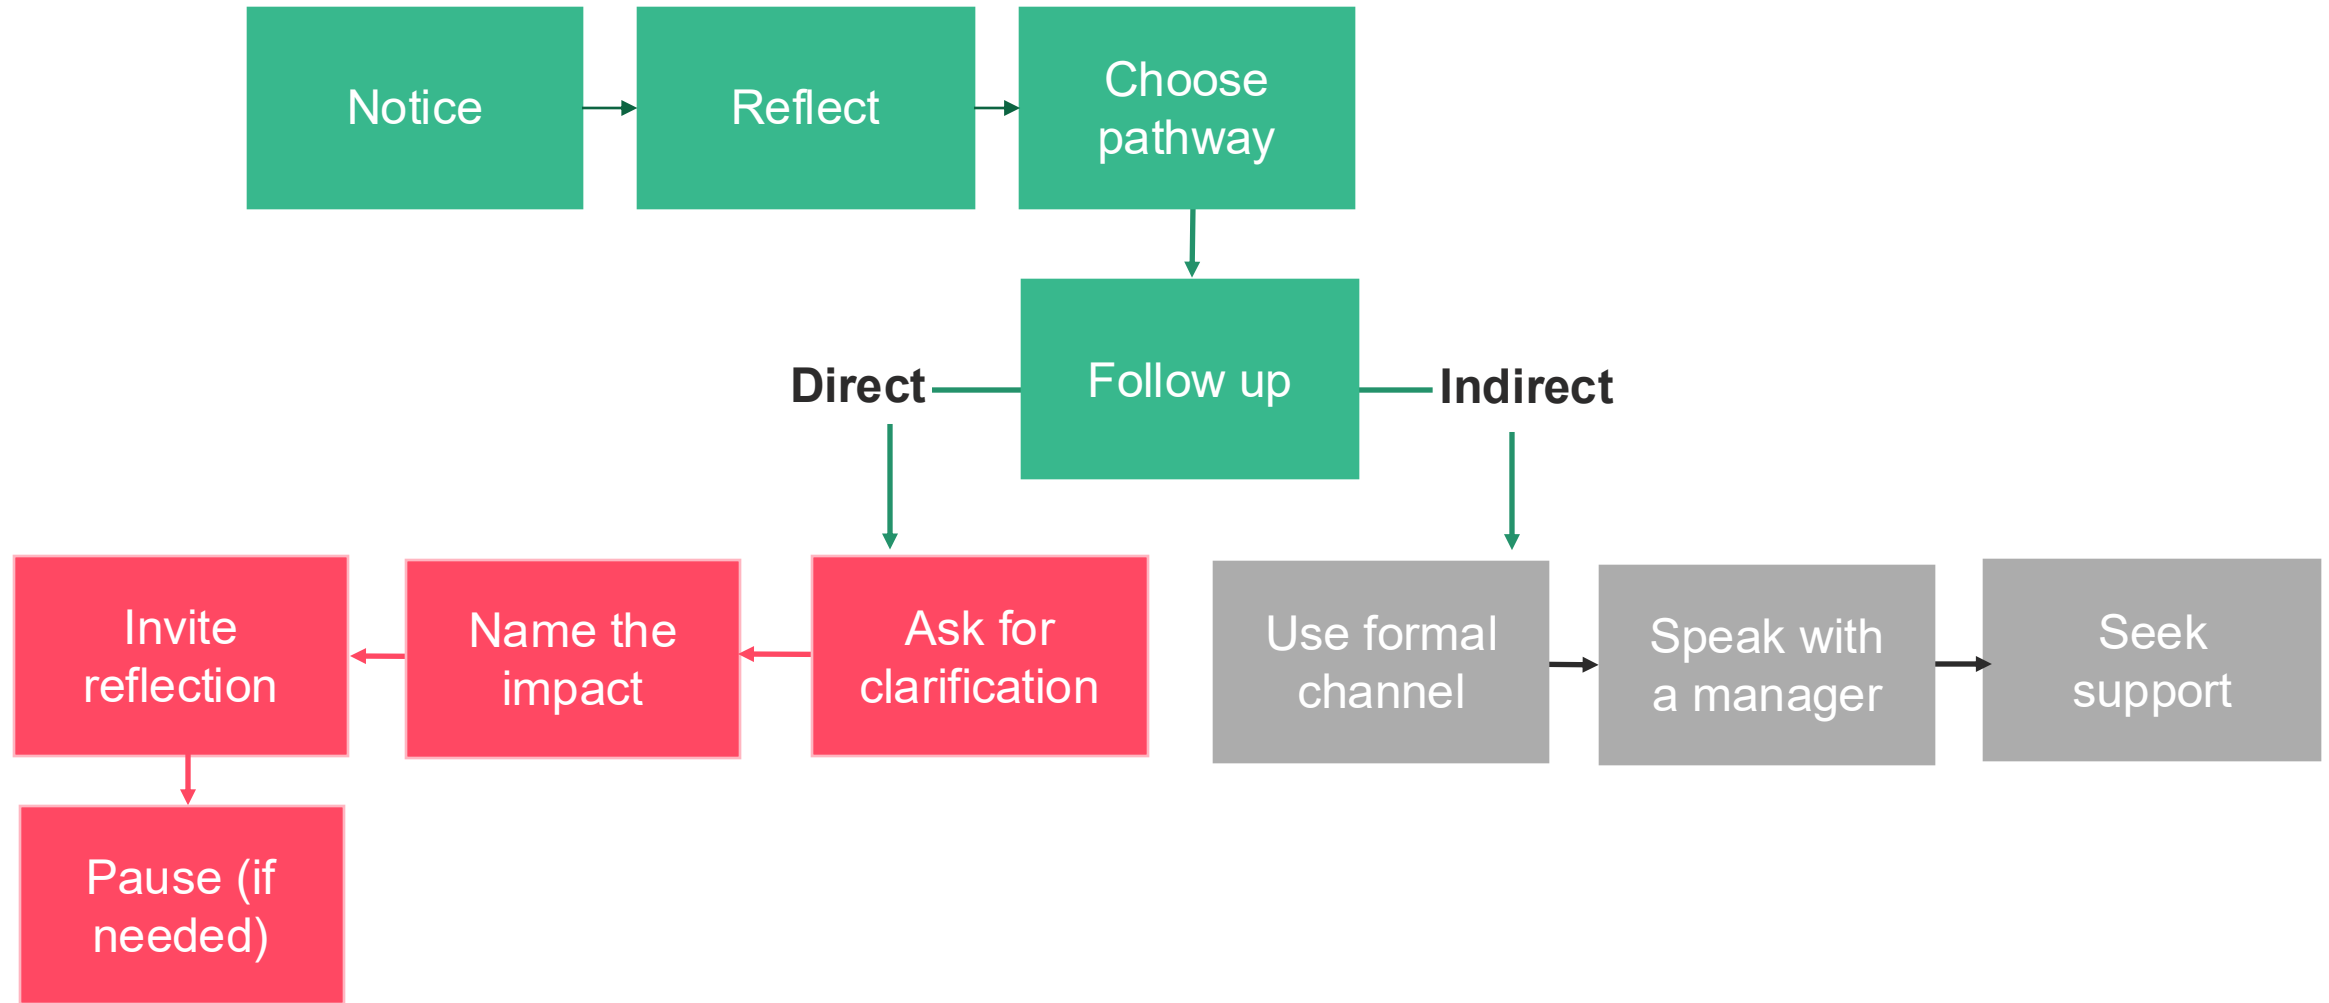 Notice
Reflect
Choose
pathway
Direct
Follow up
Indirect
Invite
reflection
Name the
impact
Ask for
clarification
Use formal
channel
Speak with
a manager
Seek
support
Pause (if
needed)